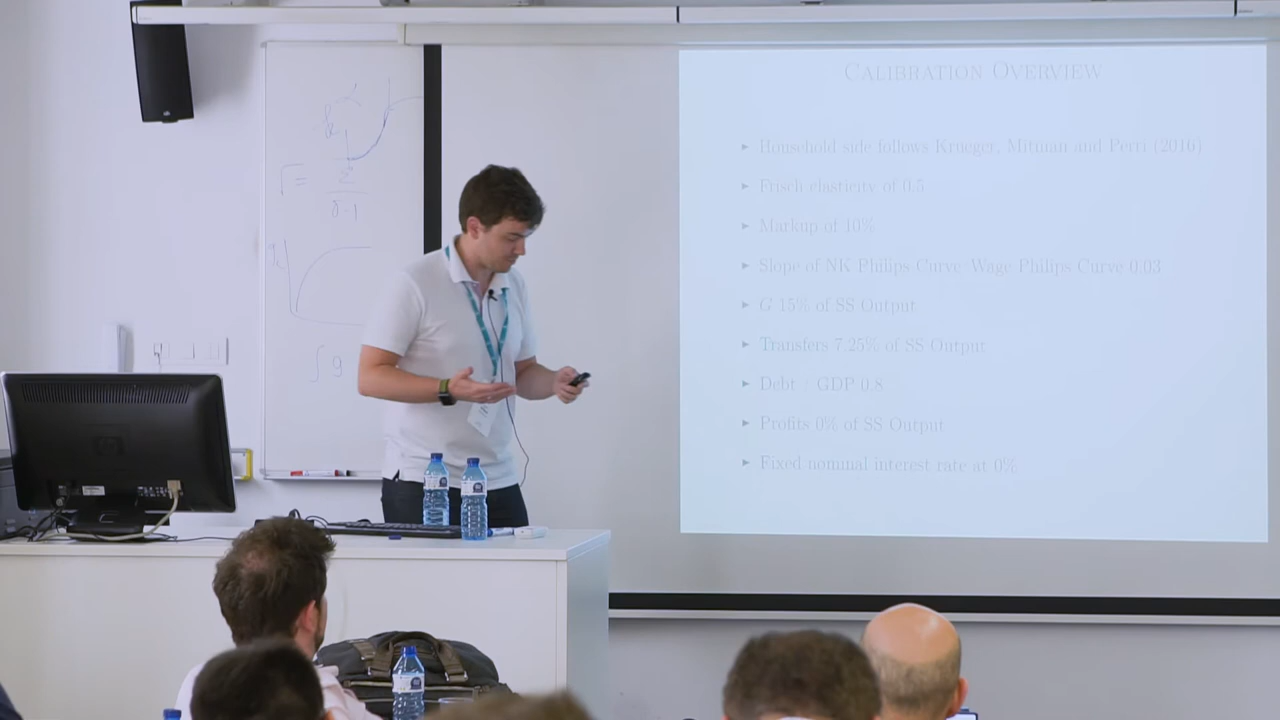 CALIBRATION OVERVIEW
▸ Household side follows Krueger, Mitman and Perri (2016)
▸ Frisch elasticity of 0.5
▸ Markup of 10%
▸ Slope of NK Philips-Curve Wage-Philips Curve 0.03
▸ G 15% of SS Output
▸ Transfers 7.25% of SS Output
▸ Debt / GDP 0.8
▸ Profits 0% of SS Output
▸ Fixed nominal interest rate at 0%